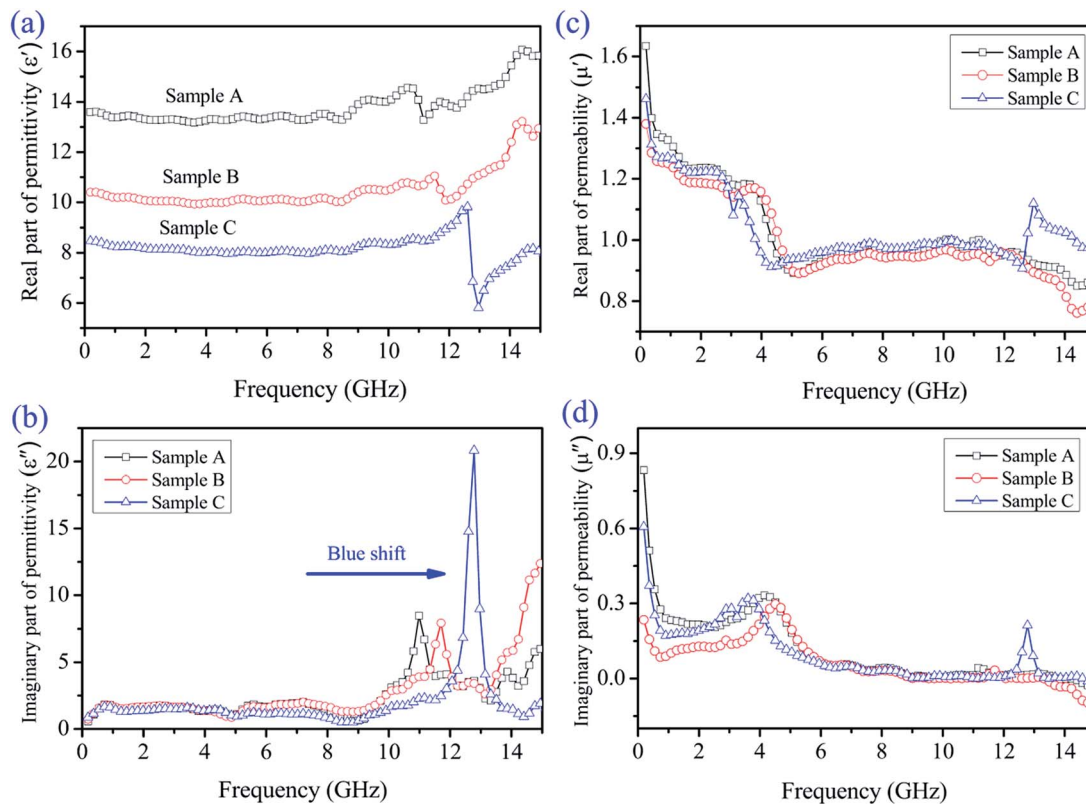 (a)
16
14
12
10
8
6
Real part of permittivity (ε′)
Sample A
Sample B
Sample C
0 2 4 6 8 10 12 14
Frequency (GHz)
(c)
1.6
1.4
1.2
1.0
0.8
Real part of permeability (μ′)
Sample A
Sample B
Sample C
0 2 4 6 8 10 12 14
Frequency (GHz)
(b)
20
15
10
5
0
Imaginary part of permittivity (ε″)
Sample A
Sample B
Sample C
Blue shift
0 2 4 6 8 10 12 14
Frequency (GHz)
(d)
0.9
0.6
0.3
0.0
Imaginary part of permeability (μ″)
Sample A
Sample B
Sample C
0 2 4 6 8 10 12 14
Frequency (GHz)